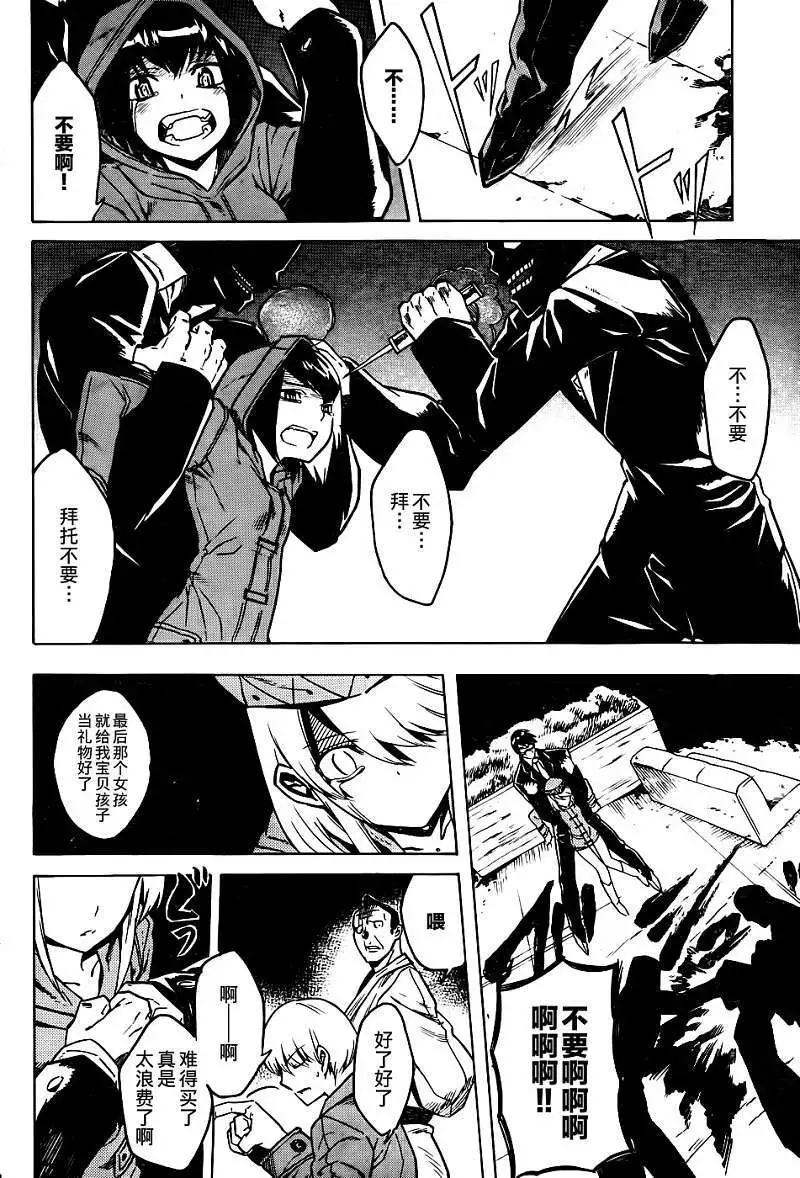 不……
不要啊！
不…不要
不要…
拜…
拜托不要…
不要啊啊啊
啊啊啊!!
最后那个女孩
就给我宝贝孩子
当礼物好了
喂
好了好了
啊——啊
难得买了
真是
太浪费了啊